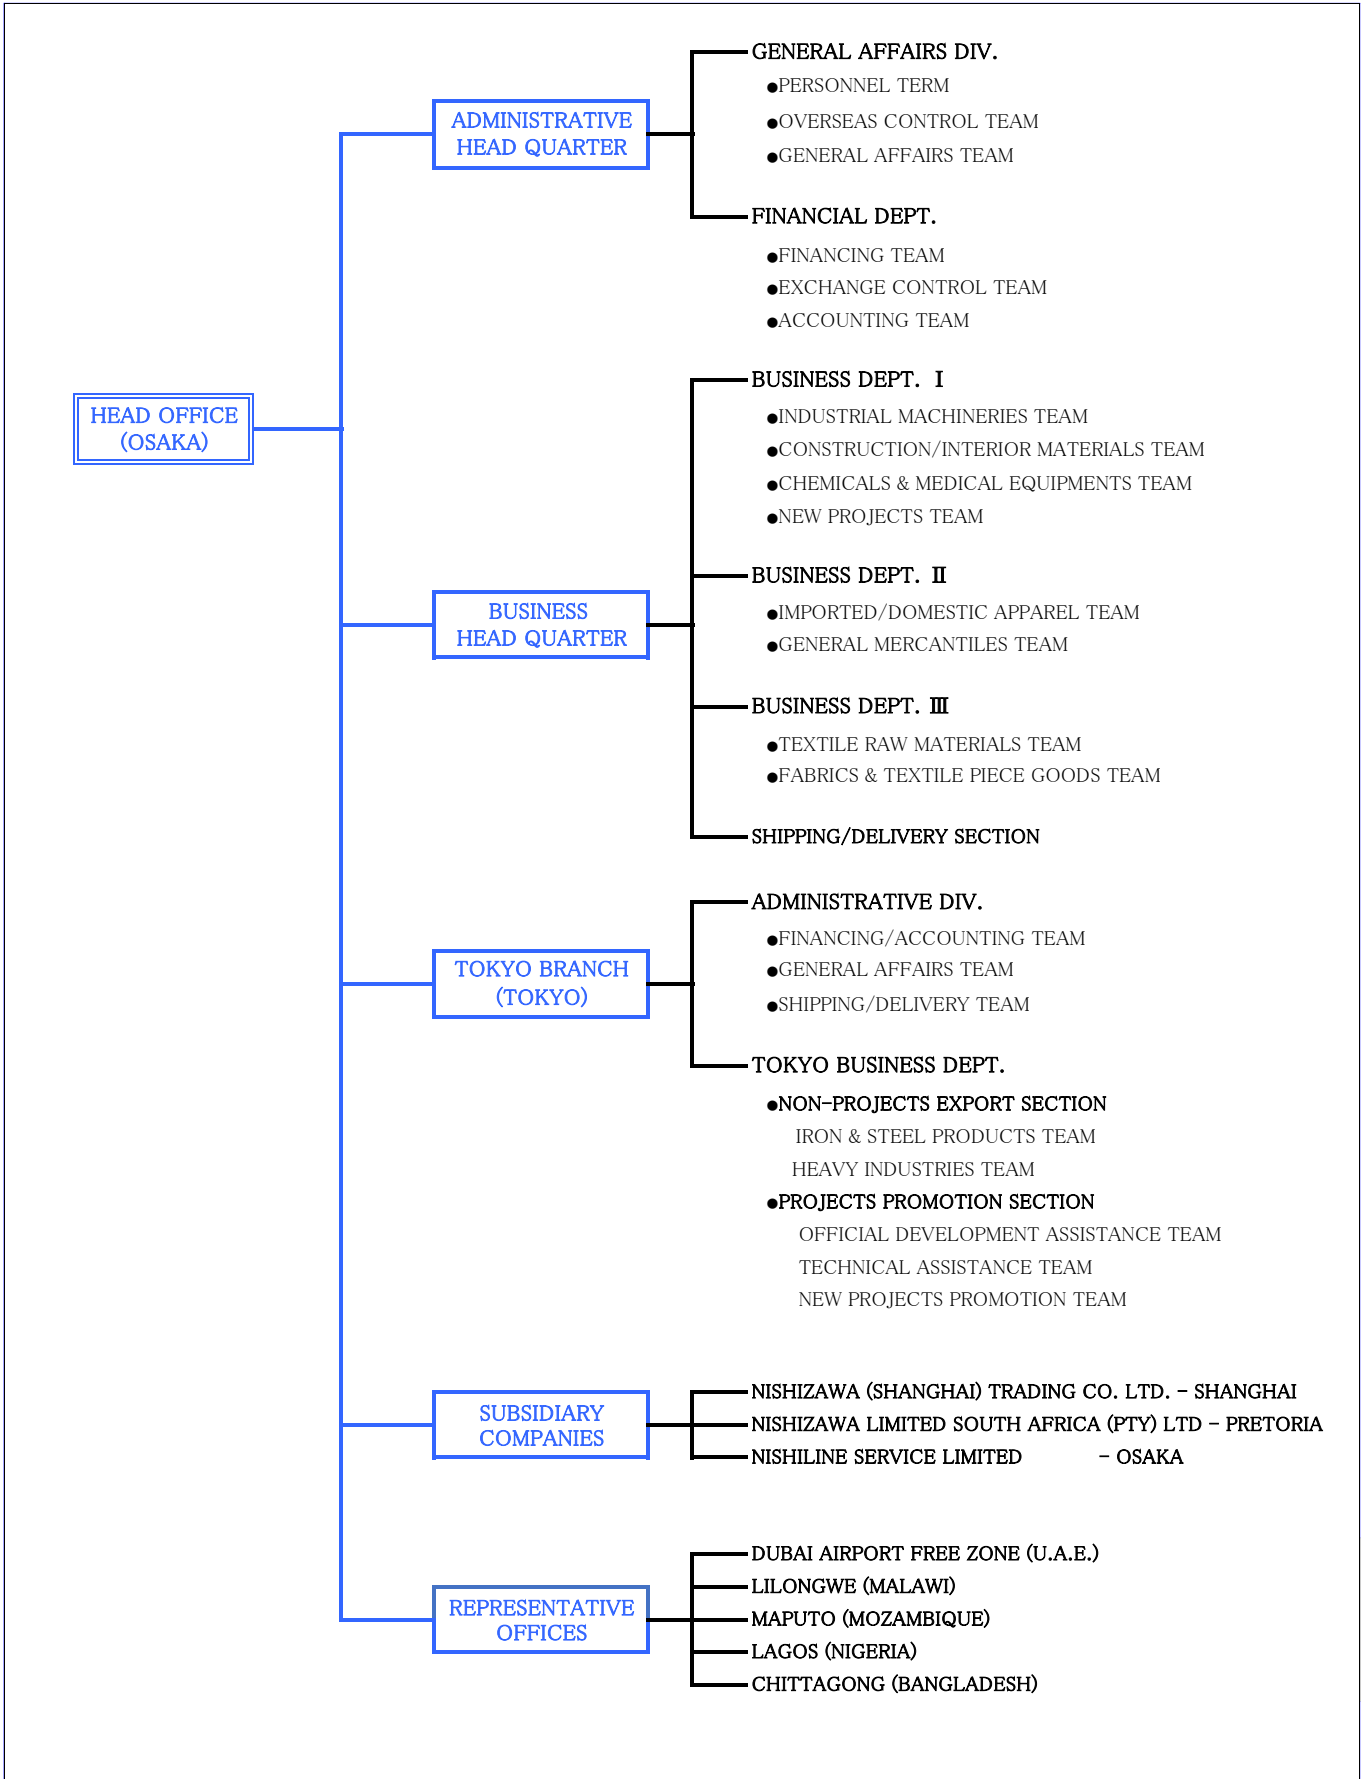 HEAD OFFICE
(OSAKA)
ADMINISTRATIVE
HEAD QUARTER
GENERAL AFFAIRS DIV.
●PERSONNEL TERM
●OVERSEAS CONTROL TEAM
●GENERAL AFFAIRS TEAM
FINANCIAL DEPT.
●FINANCING TEAM
●EXCHANGE CONTROL TEAM
●ACCOUNTING TEAM
BUSINESS
HEAD QUARTER
BUSINESS DEPT. Ⅰ
●INDUSTRIAL MACHINERIES TEAM
●CONSTRUCTION/INTERIOR MATERIALS TEAM
●CHEMICALS & MEDICAL EQUIPMENTS TEAM
●NEW PROJECTS TEAM
BUSINESS DEPT. Ⅱ
●IMPORTED/DOMESTIC APPAREL TEAM
●GENERAL MERCANTILES TEAM
BUSINESS DEPT. Ⅲ
●TEXTILE RAW MATERIALS TEAM
●FABRICS & TEXTILE PIECE GOODS TEAM
SHIPPING/DELIVERY SECTION
TOKYO BRANCH
(TOKYO)
ADMINISTRATIVE DIV.
●FINANCING/ACCOUNTING TEAM
●GENERAL AFFAIRS TEAM
●SHIPPING/DELIVERY TEAM
TOKYO BUSINESS DEPT.
●NON-PROJECTS EXPORT SECTION
IRON & STEEL PRODUCTS TEAM
HEAVY INDUSTRIES TEAM
●PROJECTS PROMOTION SECTION
OFFICIAL DEVELOPMENT ASSISTANCE TEAM
TECHNICAL ASSISTANCE TEAM
NEW PROJECTS PROMOTION TEAM
SUBSIDIARY
COMPANIES
NISHIZAWA (SHANGHAI) TRADING CO. LTD. - SHANGHAI
NISHIZAWA LIMITED SOUTH AFRICA (PTY) LTD - PRETORIA
NISHILINE SERVICE LIMITED - OSAKA
REPRESENTATIVE
OFFICES
DUBAI AIRPORT FREE ZONE (U.A.E.)
LILONGWE (MALAWI)
MAPUTO (MOZAMBIQUE)
LAGOS (NIGERIA)
CHITTAGONG (BANGLADESH)